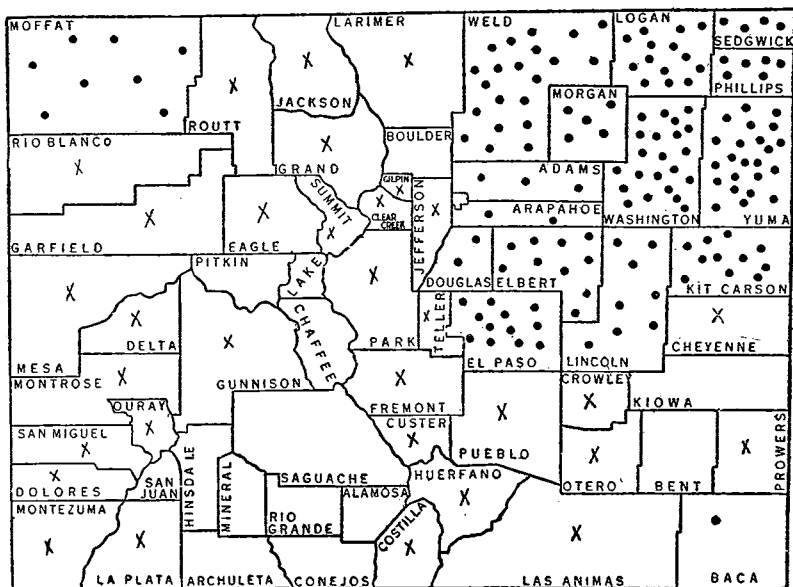 MOFFAT
LARIMER
WELD
LOGAN
SEDGWICK
PHILLIPS
JACKSON
MORGAN
ROUTT
RIO BLANCO
BOULDER
GRAND
GILPIN
ADAMS
SUMMIT
CLEAR
CREEK
JEFFERSON
ARAPAHOE
WASHINGTON
YUMA
GARFIELD
EAGLE
PITKIN
LAKE
DOUGLAS
ELBERT
KIT CARSON
CHAFFEE
TELLER
PARK
DELTA
MESA
EL PASO
LINCOLN
CHEYENNE
MONTROSE
GUNNISON
CROWLEY
OURAY
FREMONT
KIOWA
SAN MIGUEL
CUSTER
PUEBLO
PROWERS
OTERO
BENT
HINSDALE
MINERAL
SAGUACHE
HUERFANO
DOLORES
SAN
JUAN
ALAMOSA
MONTEZUMA
RIO
GRANDE
COSTILLA
LA PLATA
ARCHULETA
CONEJOS
LAS ANIMAS
BACA